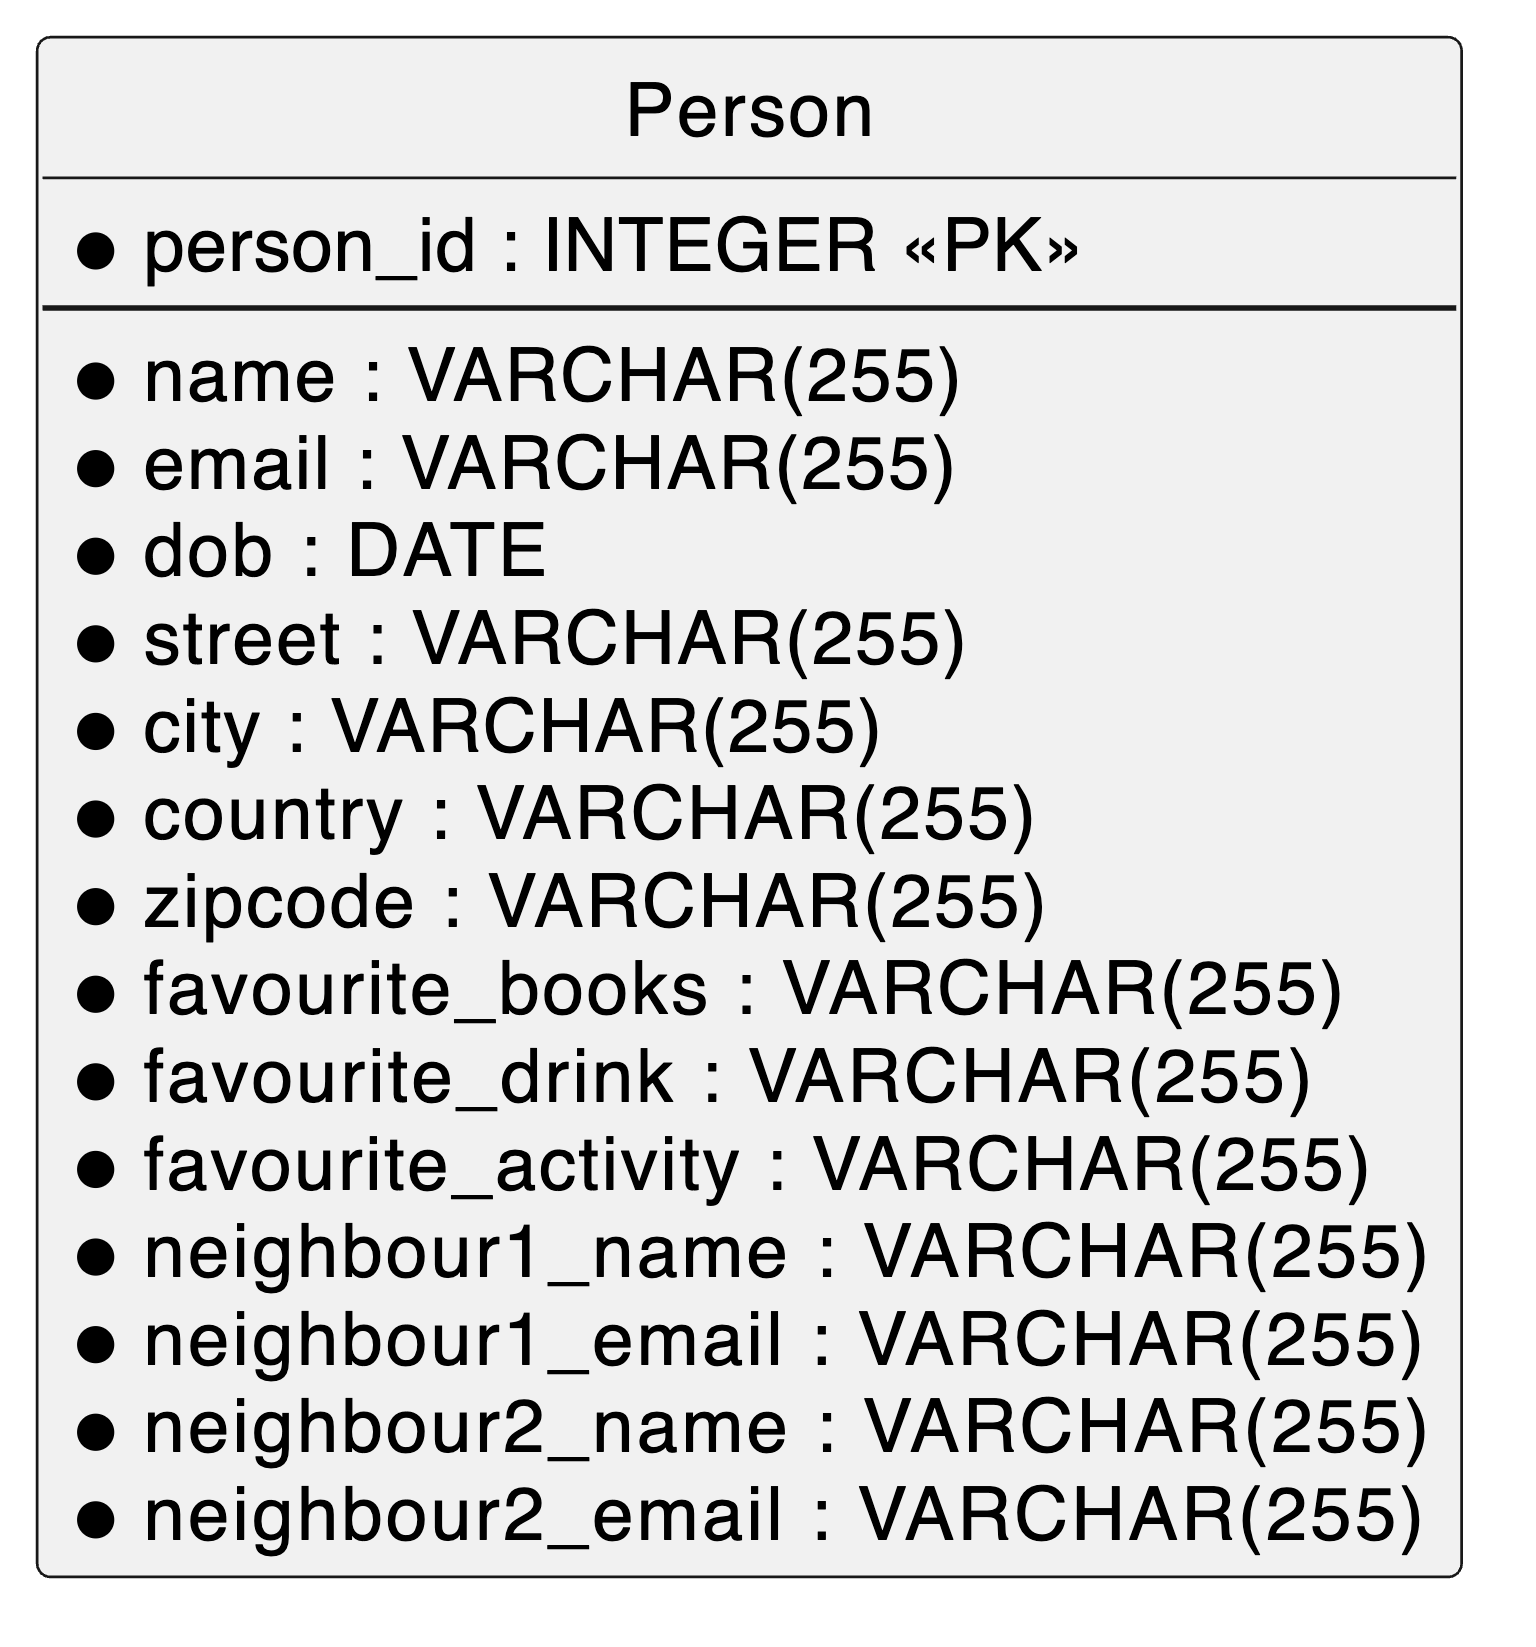 Person
● person_id : INTEGER «PK»
● name : VARCHAR(255)
● email : VARCHAR(255)
● dob : DATE
● street : VARCHAR(255)
● city : VARCHAR(255)
● country : VARCHAR(255)
● zipcode : VARCHAR(255)
● favourite_books : VARCHAR(255)
● favourite_drink : VARCHAR(255)
● favourite_activity : VARCHAR(255)
● neighbour1_name : VARCHAR(255)
● neighbour1_email : VARCHAR(255)
● neighbour2_name : VARCHAR(255)
● neighbour2_email : VARCHAR(255)